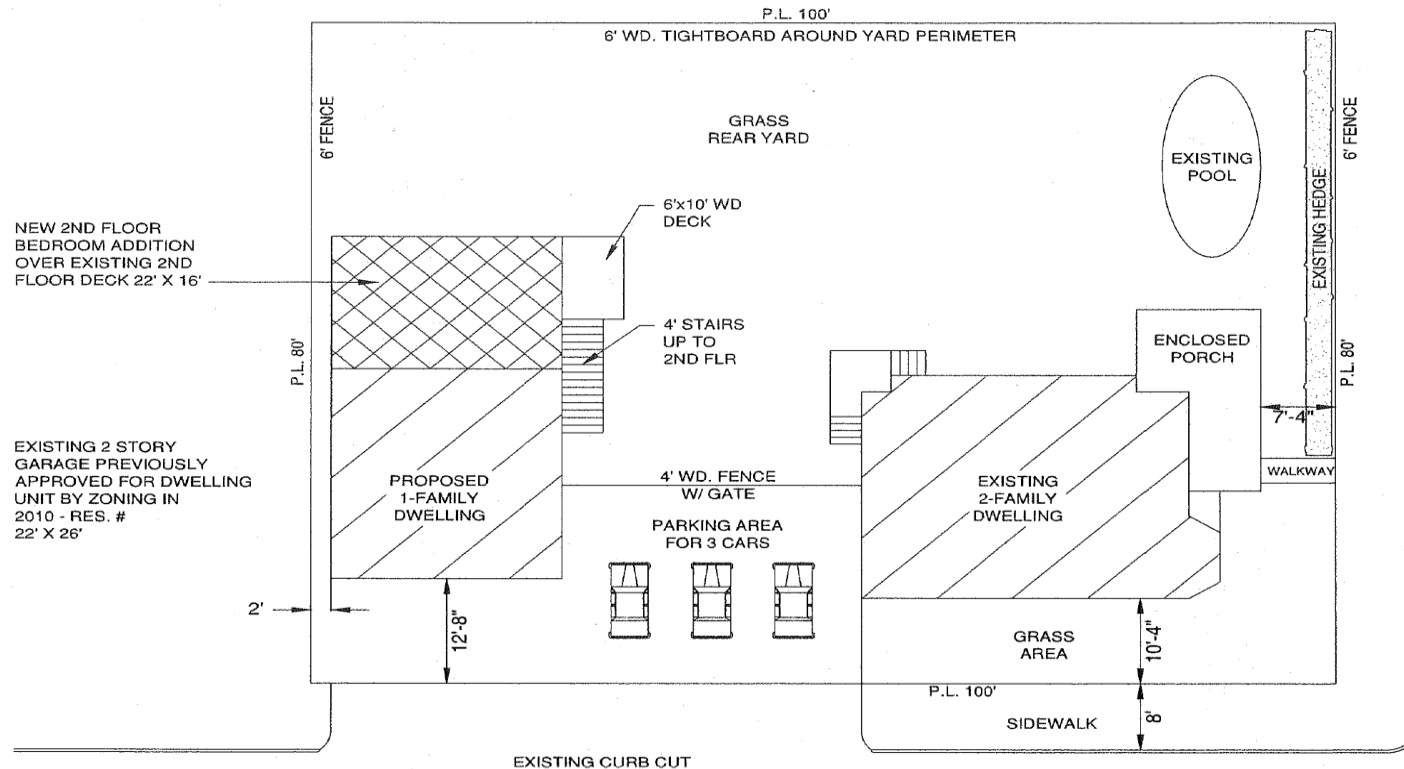 P.L. 100'
6' WD. TIGHTBOARD AROUND YARD PERIMETER
6' FENCE
GRASS
REAR YARD
EXISTING
POOL
EXISTING HEDGE
6' FENCE
NEW 2ND FLOOR
BEDROOM ADDITION
OVER EXISTING 2ND
FLOOR DECK 22' X 16'
6'x10' WD
DECK
4' STAIRS
UP TO
2ND FLR
ENCLOSED
PORCH
P.L. 80'
P.L. 80'
7'-4"
EXISTING 2 STORY
GARAGE PREVIOUSLY
APPROVED FOR DWELLING
UNIT BY ZONING IN
2010 - RES. #
22' X 26'
PROPOSED
1-FAMILY
DWELLING
4' WD. FENCE
W/ GATE
PARKING AREA
FOR 3 CARS
EXISTING
2-FAMILY
DWELLING
WALKWAY
2'
12'-8"
GRASS
AREA
10'-4"
P.L. 100'
SIDEWALK
8'
EXISTING CURB CUT